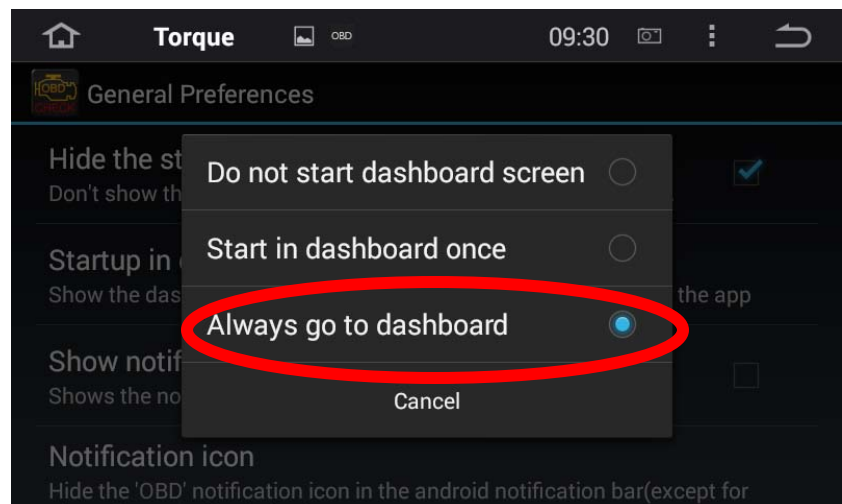 Torque OBD 09:30
OBD
CHECK
General Preferences
Hide the st
Don't show th
Do not start dashboard screen
Startup in
Show the das the app
Start in dashboard once
Always go to dashboard
Show notif
Shows the no
Cancel
Notification icon
Hide the 'OBD' notification icon in the android notification bar(except for